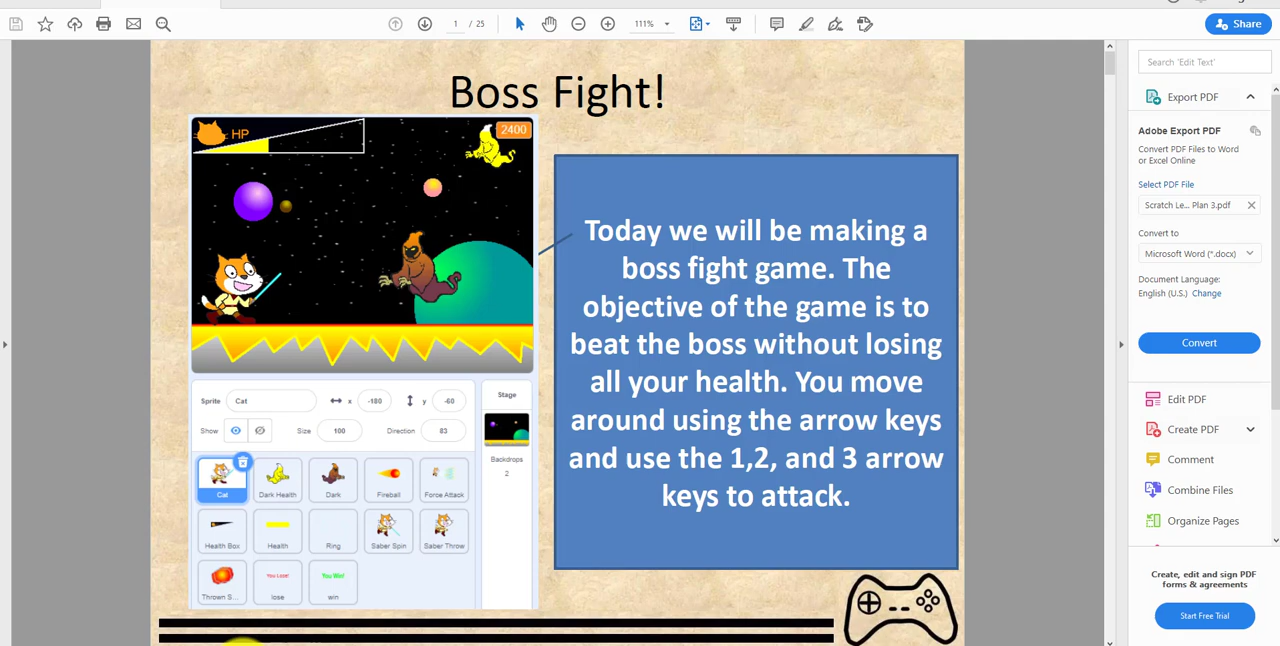 1 / 25
111%
Share
Boss Fight!
HP
2400
Today we will be making a
boss fight game. The
objective of the game is to
beat the boss without losing
all your health. You move
around using the arrow keys
and use the 1,2, and 3 arrow
keys to attack.
Sprite Cat x -180 y -60
Show Size 100 Direction 83
Cat Dark Health Dark Fireball Force Attack
Health Box Health Ring Saber Spin Saber Throw
You Lose! You Win!
Thrown S... lose win
Stage
Backdrops
2
Search 'Edit Text'
Export PDF
Adobe Export PDF
Convert PDF Files to Word
or Excel Online
Select PDF File
Scratch Le... Plan 3.pdf
Convert to
Microsoft Word (*.docx)
Document Language:
English (U.S.) Change
Convert
Edit PDF
Create PDF
Comment
Combine Files
Organize Pages
Create, edit and sign PDF
forms & agreements
Start Free Trial